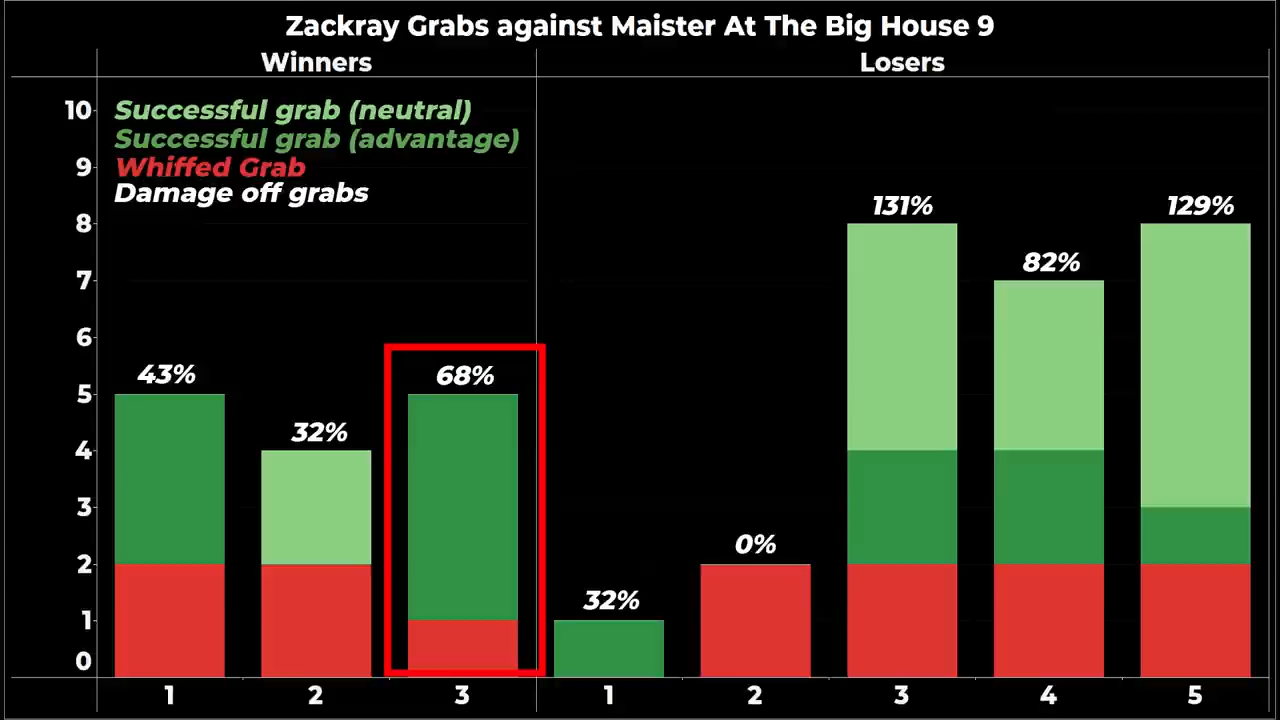 Zackray Grabs against Maister At The Big House 9
Winners Losers
10
Successful grab (neutral)
Successful grab (advantage)
9
Whiffed Grab
Damage off grabs
8
7
6
5
4
3
2
1
0
43%
32%
68%
32%
0%
131%
82%
129%
1 2 3 1 2 3 4 5